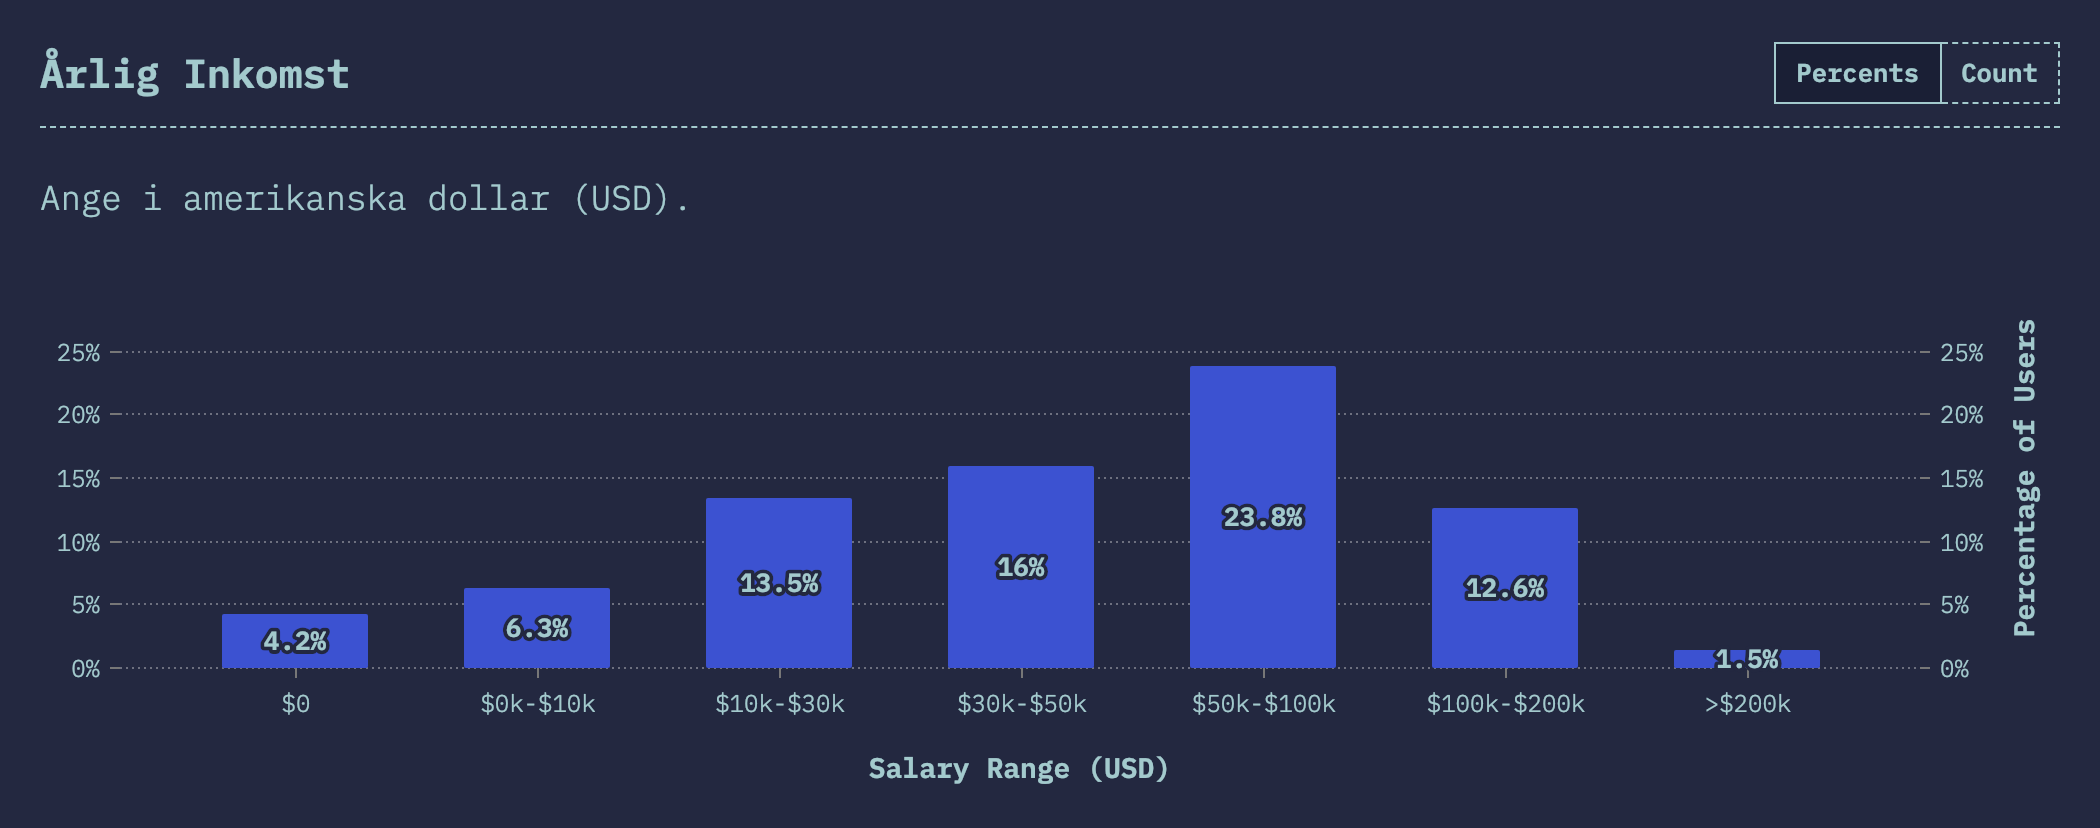 Årlig Inkomst
Percents
Count
Ange i amerikanska dollar (USD).
25%
20%
15%
10%
5%
0%
4.2%
6.3%
13.5%
16%
23.8%
12.6%
1.5%
25%
20%
15%
10%
5%
0%
Percentage of Users
$0
$0k-$10k
$10k-$30k
$30k-$50k
$50k-$100k
$100k-$200k
>$200k
Salary Range (USD)